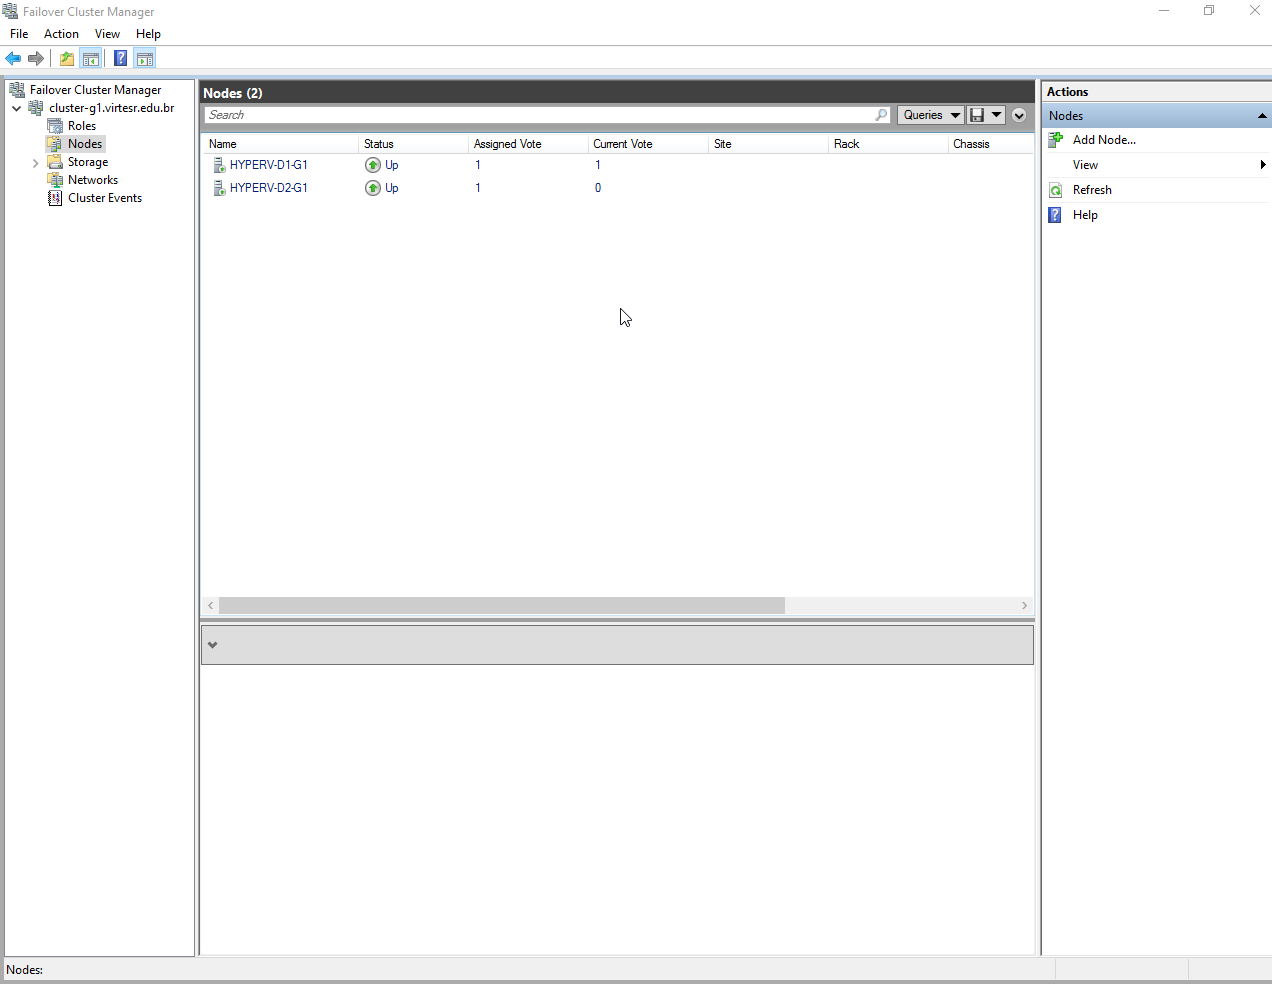 Failover Cluster Manager
File Action View Help
Failover Cluster Manager
cluster-g1.virtesr.edu.br
Roles
Nodes
Storage
Networks
Cluster Events
Nodes (2)
Search
Queries
Name Status Assigned Vote Current Vote Site Rack Chassis
HYPERV-D1-G1 Up 1 1
HYPERV-D2-G1 Up 1 0
Actions
Nodes
Add Node...
View
Refresh
Help
Nodes: